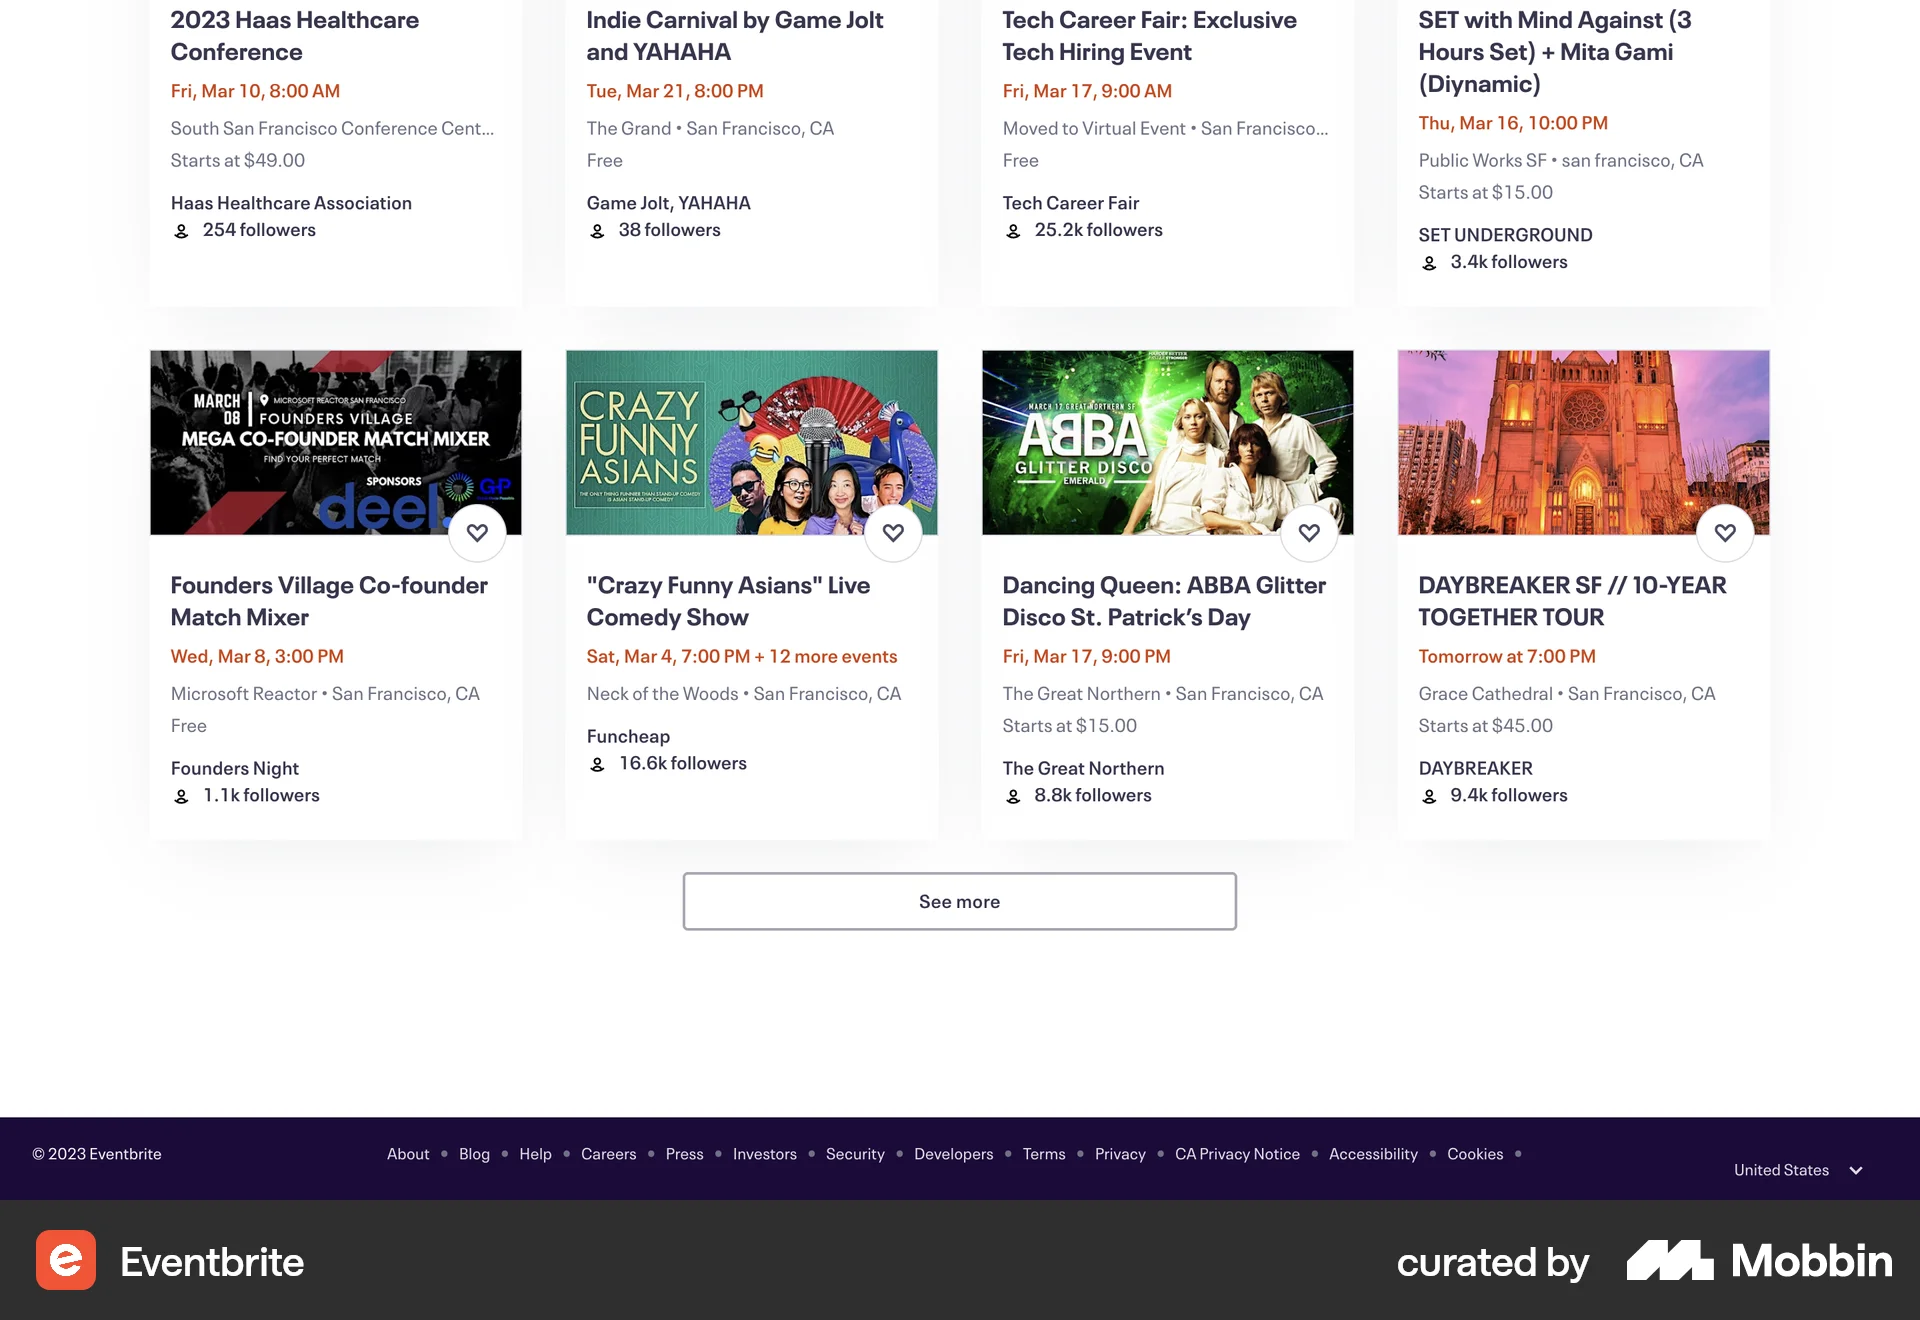 2023 Haas Healthcare
Conference
Fri, Mar 10, 8:00 AM
South San Francisco Conference Cent...
Starts at $49.00
Haas Healthcare Association
254 followers
Indie Carnival by Game Jolt
and YAHAHA
Tue, Mar 21, 8:00 PM
The Grand • San Francisco, CA
Free
Game Jolt, YAHAHA
38 followers
Tech Career Fair: Exclusive
Tech Hiring Event
Fri, Mar 17, 9:00 AM
Moved to Virtual Event • San Francisco...
Free
Tech Career Fair
25.2k followers
SET with Mind Against (3
Hours Set) + Mita Gami
(Diynamic)
Thu, Mar 16, 10:00 PM
Public Works SF • san francisco, CA
Starts at $15.00
SET UNDERGROUND
3.4k followers
MARCH
08
MICROSOFT REACTOR SAN FRANCISCO
FOUNDERS VILLAGE
MEGA CO-FOUNDER MATCH MIXER
FIND YOUR PERFECT MATCH
SPONSORS
deel.
G-P
Founders Village Co-founder
Match Mixer
Wed, Mar 8, 3:00 PM
Microsoft Reactor • San Francisco, CA
Free
Founders Night
1.1k followers
CRAZY
FUNNY
ASIANS
THE ONLY THING FUNNIER THAN STAND-UP COMEDY
IS ASIAN STAND-UP COMEDY
"Crazy Funny Asians" Live
Comedy Show
Sat, Mar 4, 7:00 PM + 12 more events
Neck of the Woods • San Francisco, CA
Funcheap
16.6k followers
MARCH 17 GREAT NORTHERN SF
ABBA
GLITTER DISCO
EMERALD
Dancing Queen: ABBA Glitter
Disco St. Patrick’s Day
Fri, Mar 17, 9:00 PM
The Great Northern • San Francisco, CA
Starts at $15.00
The Great Northern
8.8k followers
DAYBREAKER SF // 10-YEAR
TOGETHER TOUR
Tomorrow at 7:00 PM
Grace Cathedral • San Francisco, CA
Starts at $45.00
DAYBREAKER
9.4k followers
See more
© 2023 Eventbrite
About • Blog • Help • Careers • Press • Investors • Security • Developers • Terms • Privacy • CA Privacy Notice • Accessibility • Cookies •
United States
Eventbrite
curated by Mobbin